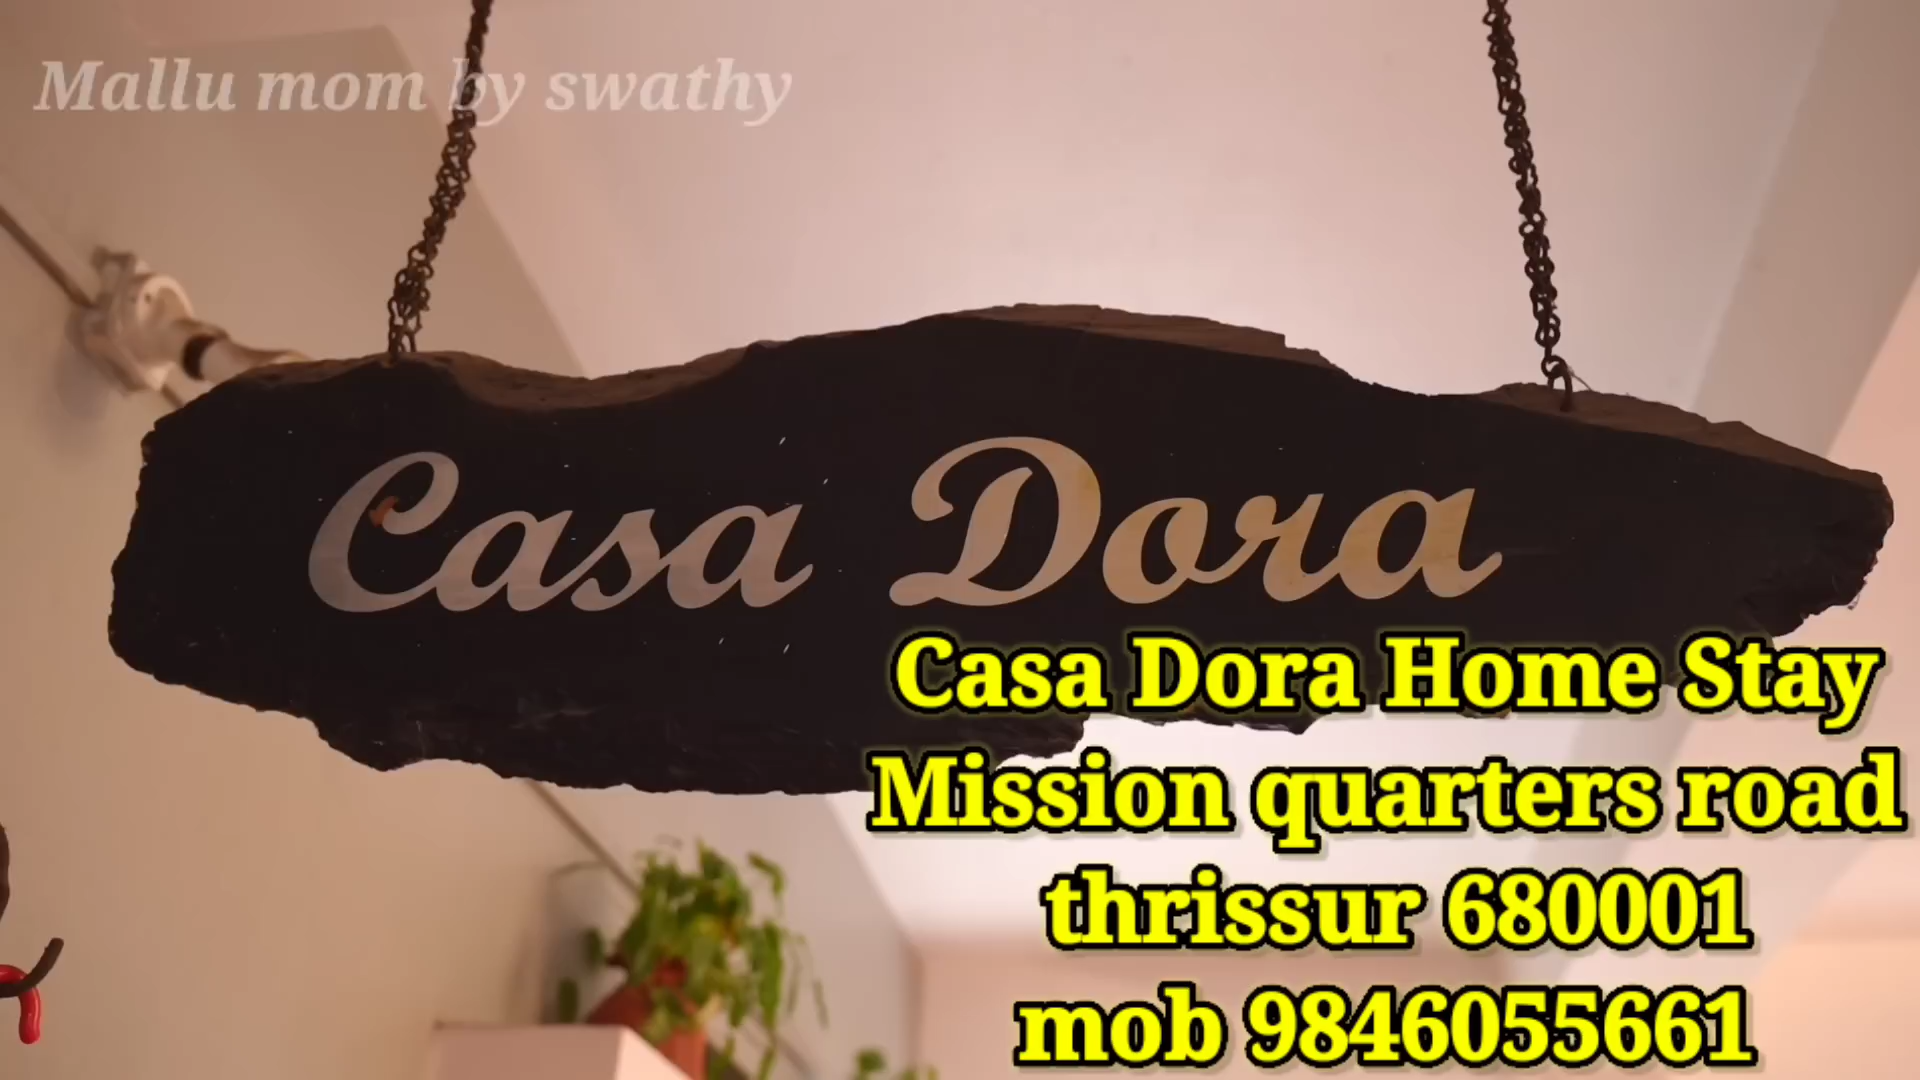 Mallu mom by swathy
Casa Dora
Casa Dora Home Stay
Mission quarters road
thrissur 680001
mob 9846055661